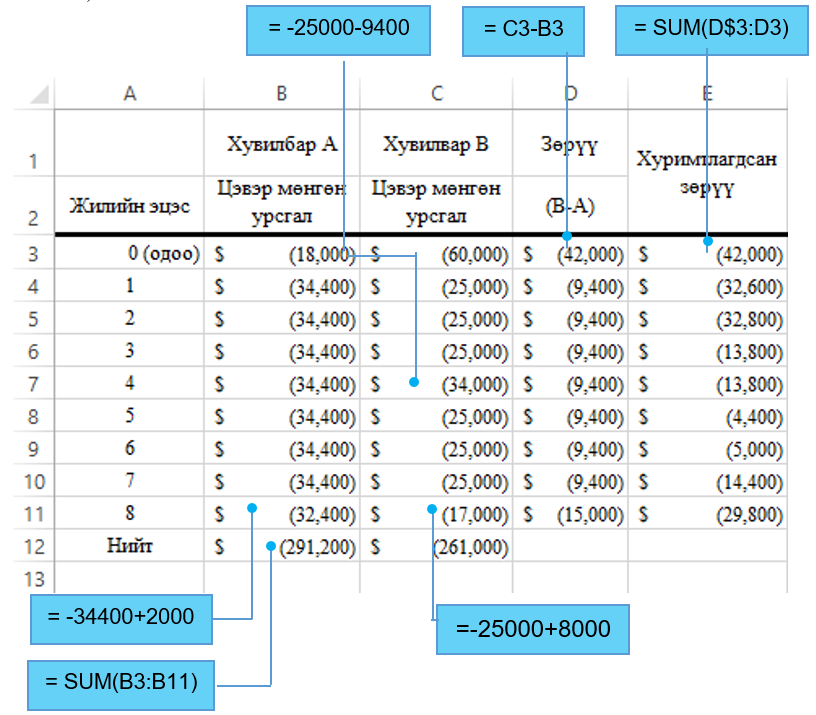 = -25000-9400
= C3-B3
= SUM(D$3:D3)
A B C D E
1 Хувилбар А Хувилвар В Зөрүү Хуримтлагдсан зөрүү
2 Жилийн эцэс Цэвэр мөнгөн урсгал Цэвэр мөнгөн урсгал (B-A)
3 0 (одоо) $ (18,000) $ (60,000) $ (42,000) $ (42,000)
4 1 $ (34,400) $ (25,000) $ (9,400) $ (32,600)
5 2 $ (34,400) $ (25,000) $ (9,400) $ (32,800)
6 3 $ (34,400) $ (25,000) $ (9,400) $ (13,800)
7 4 $ (34,400) $ (34,000) $ (9,400) $ (13,800)
8 5 $ (34,400) $ (25,000) $ (9,400) $ (4,400)
9 6 $ (34,400) $ (25,000) $ (9,400) $ (5,000)
10 7 $ (34,400) $ (25,000) $ (9,400) $ (14,400)
11 8 $ (32,400) $ (17,000) $ (15,000) $ (29,800)
12 Нийт $ (291,200) $ (261,000)
13
= -34400+2000
=-25000+8000
= SUM(B3:B11)